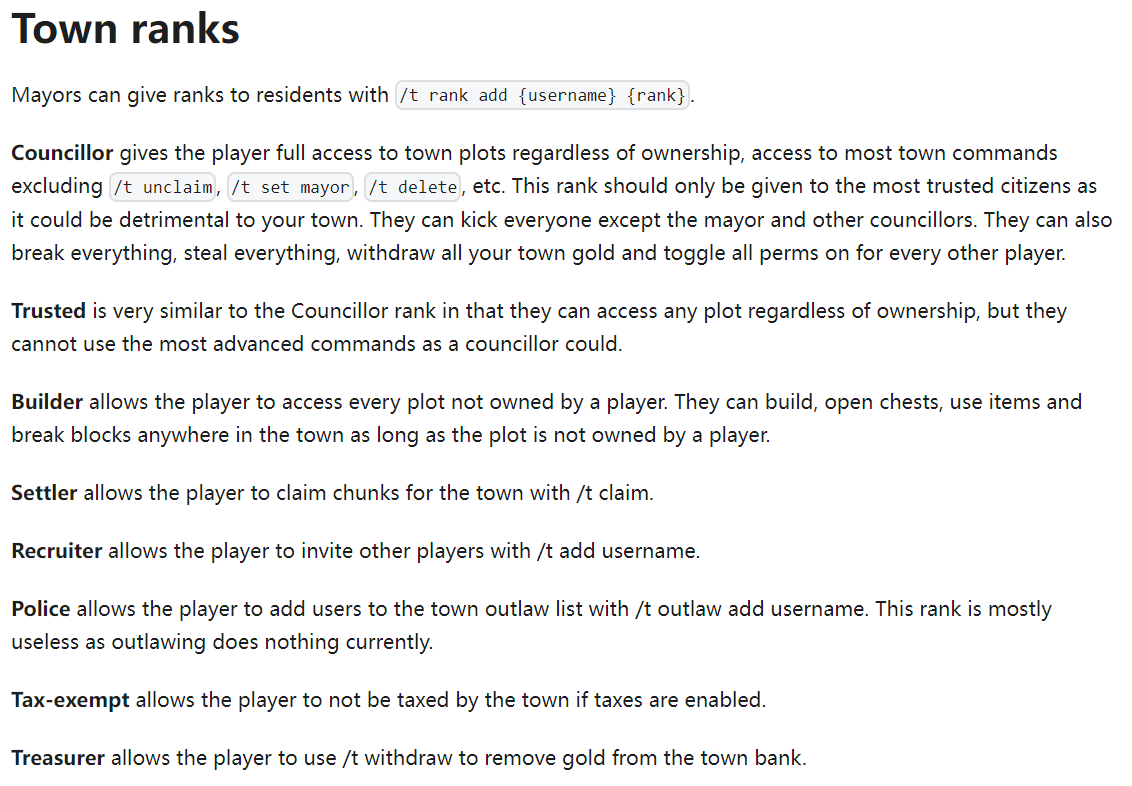 Town ranks
Mayors can give ranks to residents with /t rank add {username} {rank}.
Councillor gives the player full access to town plots regardless of ownership, access to most town commands
excluding /t unclaim, /t set mayor, /t delete, etc. This rank should only be given to the most trusted citizens as
it could be detrimental to your town. They can kick everyone except the mayor and other councillors. They can also
break everything, steal everything, withdraw all your town gold and toggle all perms on for every other player.
Trusted is very similar to the Councillor rank in that they can access any plot regardless of ownership, but they
cannot use the most advanced commands as a councillor could.
Builder allows the player to access every plot not owned by a player. They can build, open chests, use items and
break blocks anywhere in the town as long as the plot is not owned by a player.
Settler allows the player to claim chunks for the town with /t claim.
Recruiter allows the player to invite other players with /t add username.
Police allows the player to add users to the town outlaw list with /t outlaw add username. This rank is mostly
useless as outlawing does nothing currently.
Tax-exempt allows the player to not be taxed by the town if taxes are enabled.
Treasurer allows the player to use /t withdraw to remove gold from the town bank.